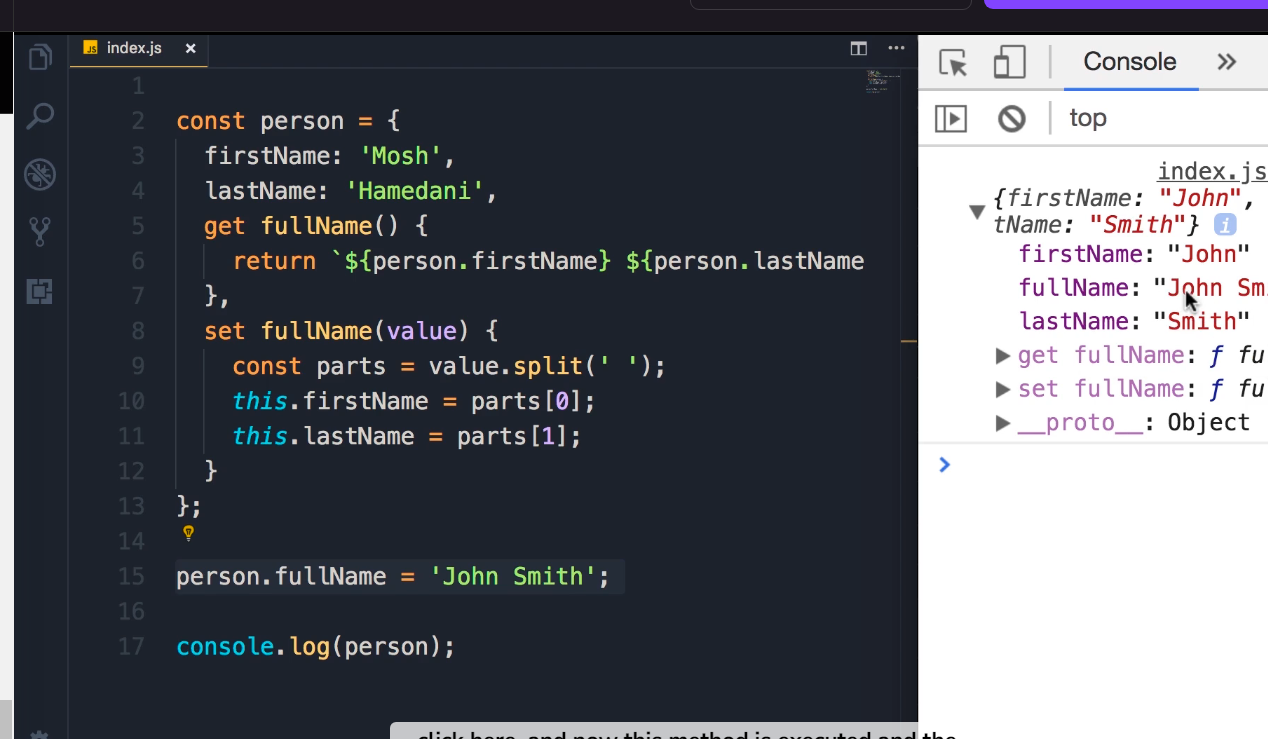 JS index.js ×
1
2 const person = {
3 firstName: 'Mosh',
4 lastName: 'Hamedani',
5 get fullName() {
6 return `${person.firstName} ${person.lastName
7 },
8 set fullName(value) {
9 const parts = value.split(' ');
10 this.firstName = parts[0];
11 this.lastName = parts[1];
12 }
13 };
14
15 person.fullName = 'John Smith';
16
17 console.log(person);
Console »
top
index.js
{firstName: "John",
tName: "Smith"} i
firstName: "John"
fullName: "John Smi
lastName: "Smith"
get fullName: ƒ fu
set fullName: ƒ fu
__proto__: Object
click here, and now this method is executed and the